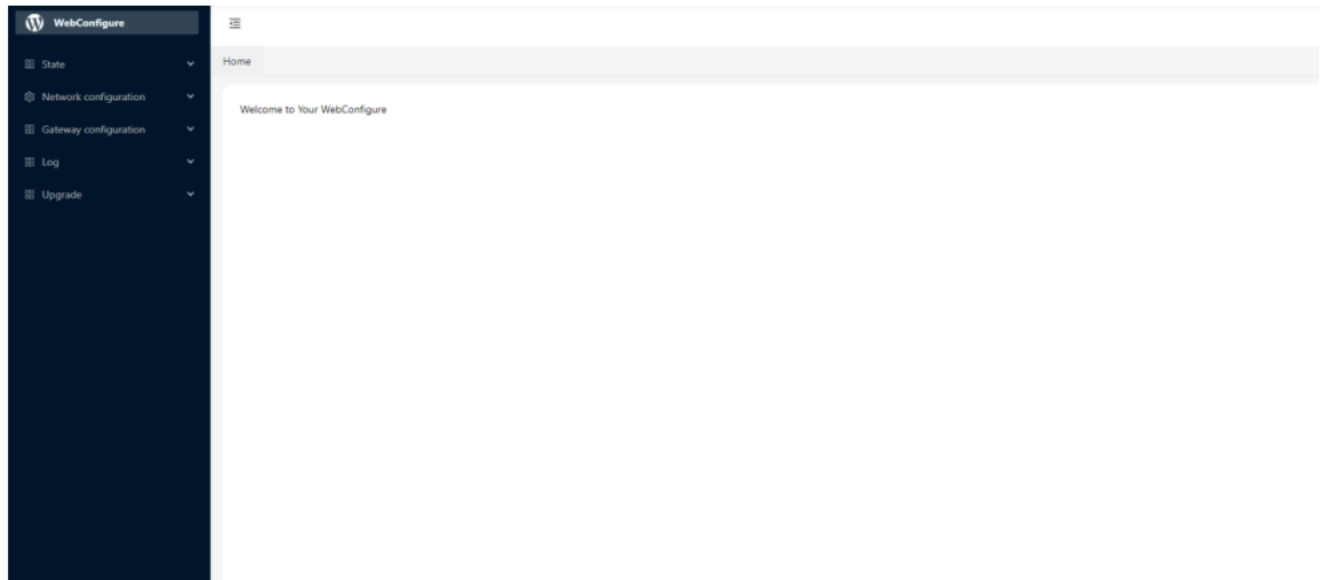 WebConfigure
State
Network configuration
Gateway configuration
Log
Upgrade
Home
Welcome to Your WebConfigure